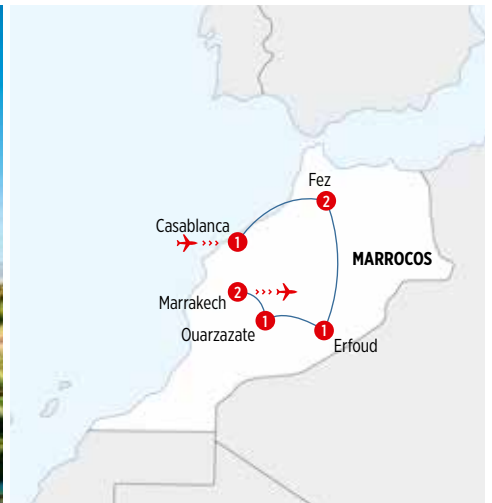 Fez
2
Casablanca
1
MARROCOS
2
Marrakech
1
Ouarzazate
1
Erfoud